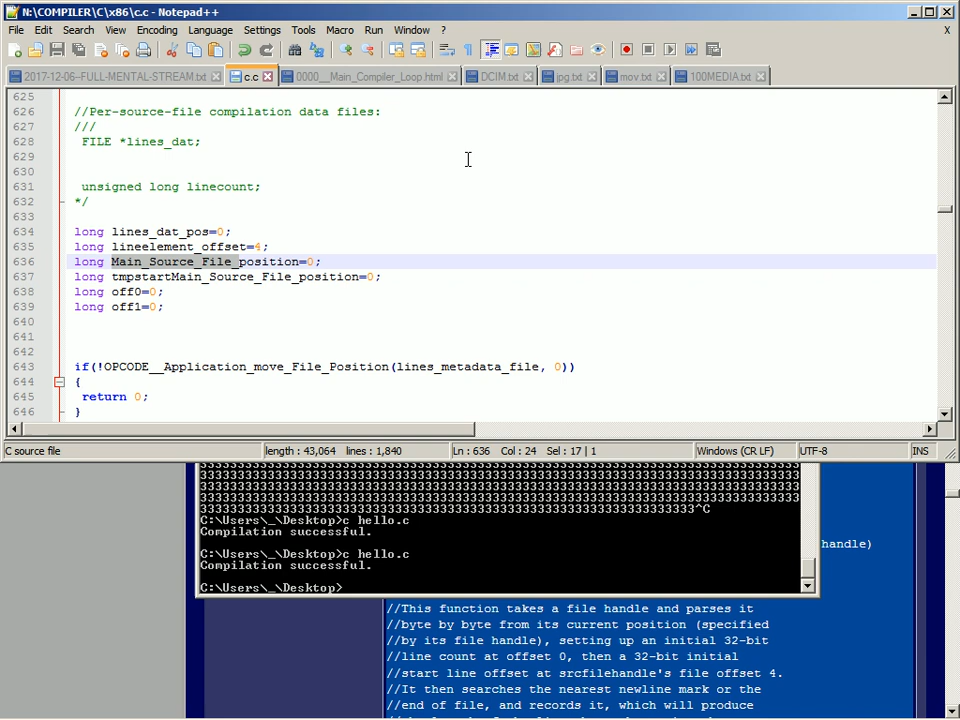 N:\COMPILER\C\x86\c.c - Notepad++
File Edit Search View Encoding Language Settings Tools Macro Run Window ?
X
2017-12-06--FULL-MENTAL-STREAM.txt c.c 0000__Main_Compiler_Loop.html DCIM.txt jpg.txt mov.txt 100MEDIA.txt
625
626 //Per-source-file compilation data files:
627 ///
628 FILE *lines_dat;
629
630
631 unsigned long linecount;
632 */
633
634 long lines_dat_pos=0;
635 long lineelement_offset=4;
636 long Main_Source_File_position=0;
637 long tmpstartMain_Source_File_position=0;
638 long off0=0;
639 long off1=0;
640
641
642
643 if(!OPCODE__Application_move_File_Position(lines_metadata_file, 0))
644 {
645 return 0;
646 }
C source file length : 43,064 lines : 1,840 Ln : 636 Col : 24 Sel : 17 | 1 Windows (CR LF) UTF-8 INS
^C
C:\Users\_\Desktop>c hello.c
Compilation successful.
C:\Users\_\Desktop>c hello.c
Compilation successful.
C:\Users\_\Desktop>
handle)
//This function takes a file handle and parses it
//byte by byte from its current position (specified
//by its file handle), setting up an initial 32-bit
//line count at offset 0, then a 32-bit initial
//start line offset at srcfilehandle's file offset 4.
//It then searches the nearest newline mark or the
//end of file, and records it, which will produce